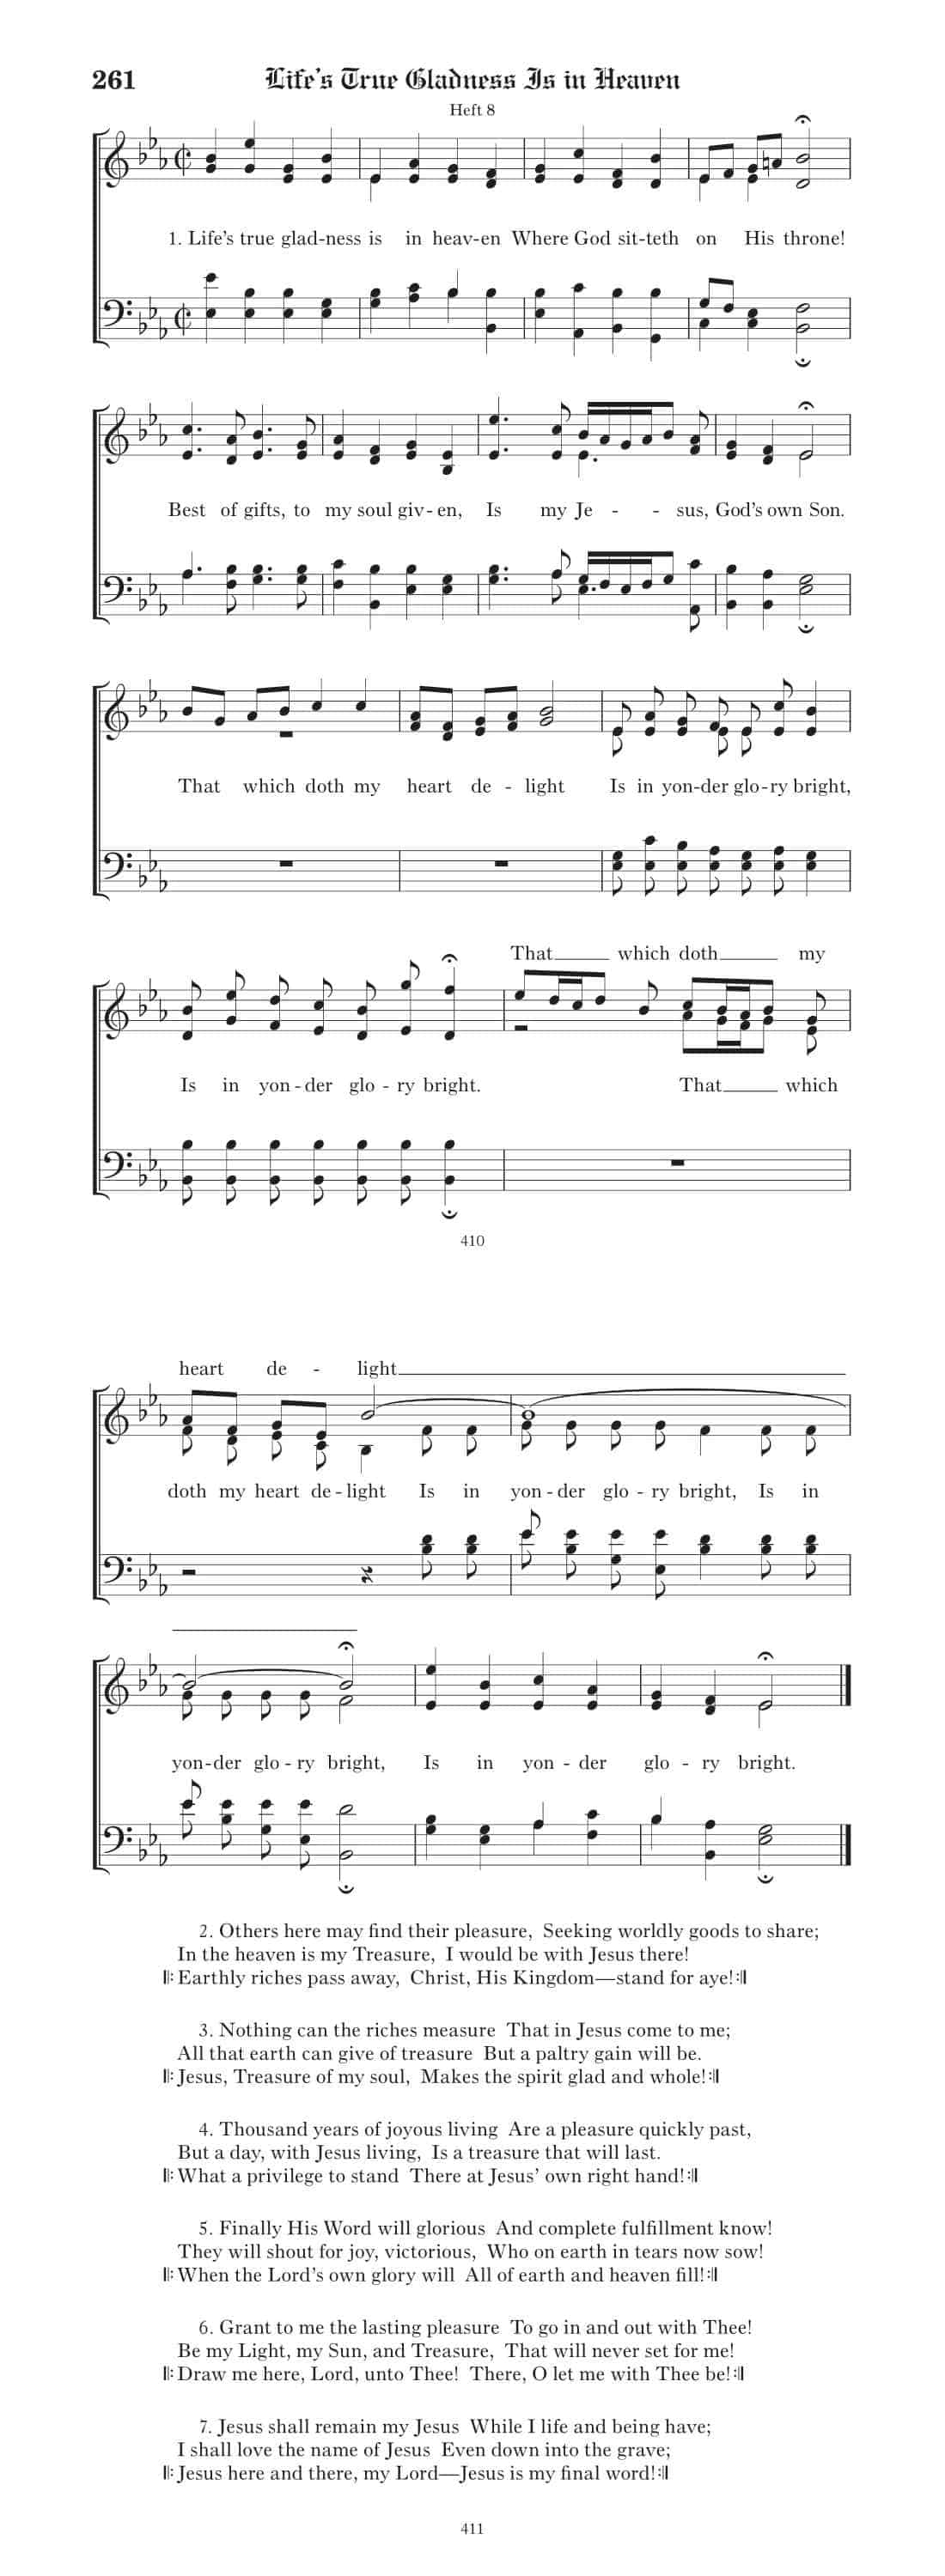 261 Life's True Gladness Is in Heaven
Heft 8
1. Life's true glad-ness is in heav-en Where God sit-teth on His throne!
Best of gifts, to my soul giv-en, Is my Je - - sus, God's own Son.
That which doth my heart de - light Is in yon-der glo-ry bright,
That which doth my
Is in yon-der glo - ry bright. That which
410
heart de - light
doth my heart de-light Is in yon-der glo - ry bright, Is in
yon-der glo-ry bright, Is in yon - der glo - ry bright.
2. Others here may find their pleasure, Seeking worldly goods to share;
In the heaven is my Treasure, I would be with Jesus there!
Earthly riches pass away, Christ, His Kingdom—stand for aye!
3. Nothing can the riches measure That in Jesus come to me;
All that earth can give of treasure But a paltry gain will be.
Jesus, Treasure of my soul, Makes the spirit glad and whole!
4. Thousand years of joyous living Are a pleasure quickly past,
But a day, with Jesus living, Is a treasure that will last.
What a privilege to stand There at Jesus' own right hand!
5. Finally His Word will glorious And complete fulfillment know!
They will shout for joy, victorious, Who on earth in tears now sow!
When the Lord's own glory will All of earth and heaven fill!
6. Grant to me the lasting pleasure To go in and out with Thee!
Be my Light, my Sun, and Treasure, That will never set for me!
Draw me here, Lord, unto Thee! There, O let me with Thee be!
7. Jesus shall remain my Jesus While I life and being have;
I shall love the name of Jesus Even down into the grave;
Jesus here and there, my Lord—Jesus is my final word!
411